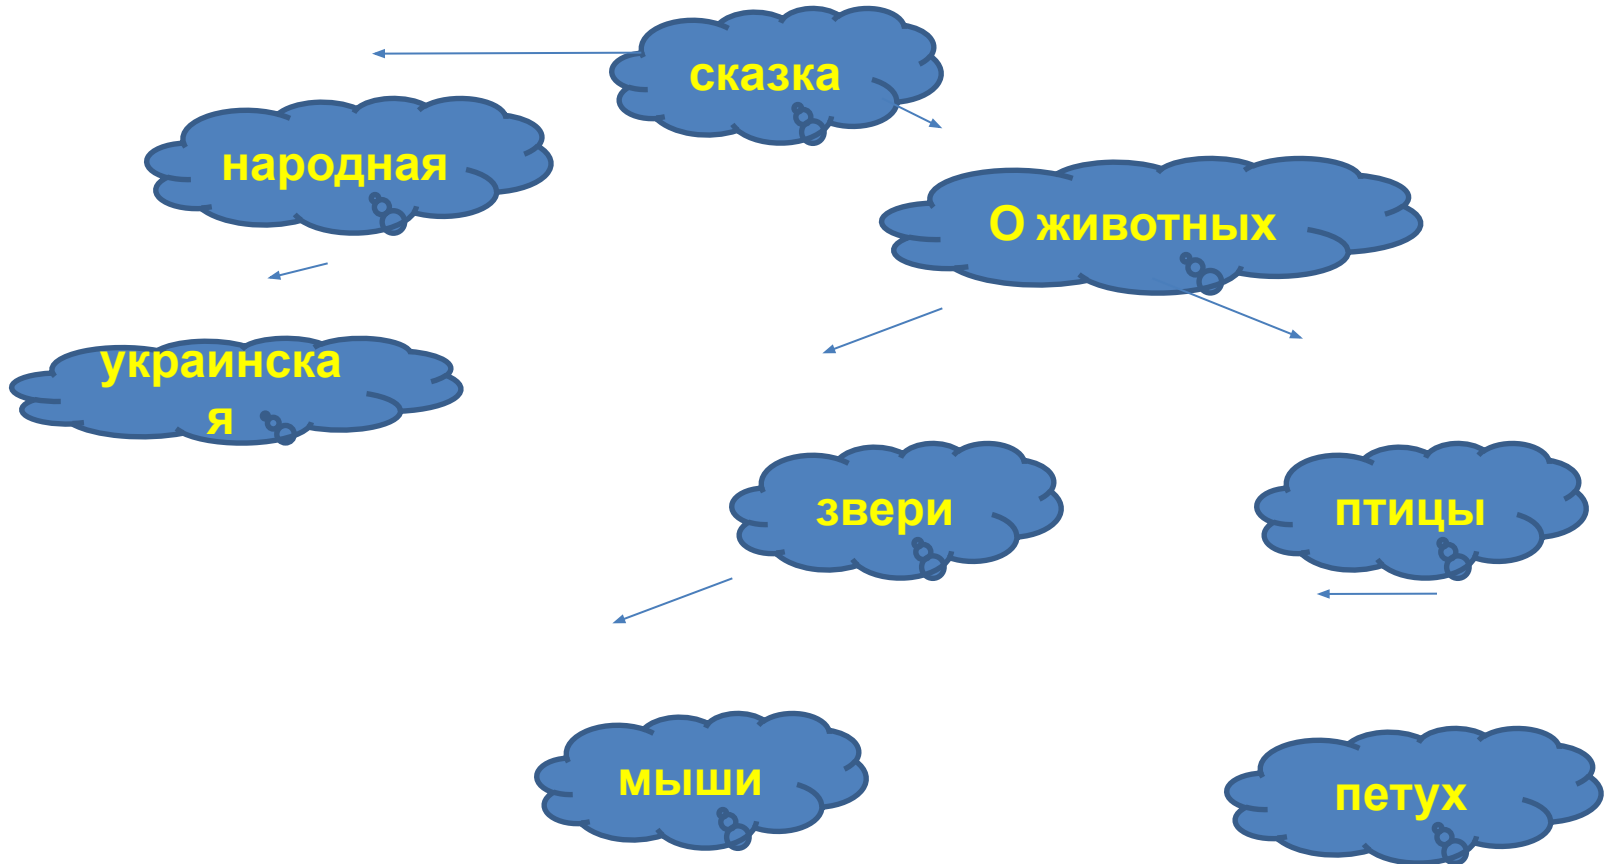 сказка
народная
О животных
украинска
я
звери
птицы
мыши
петух